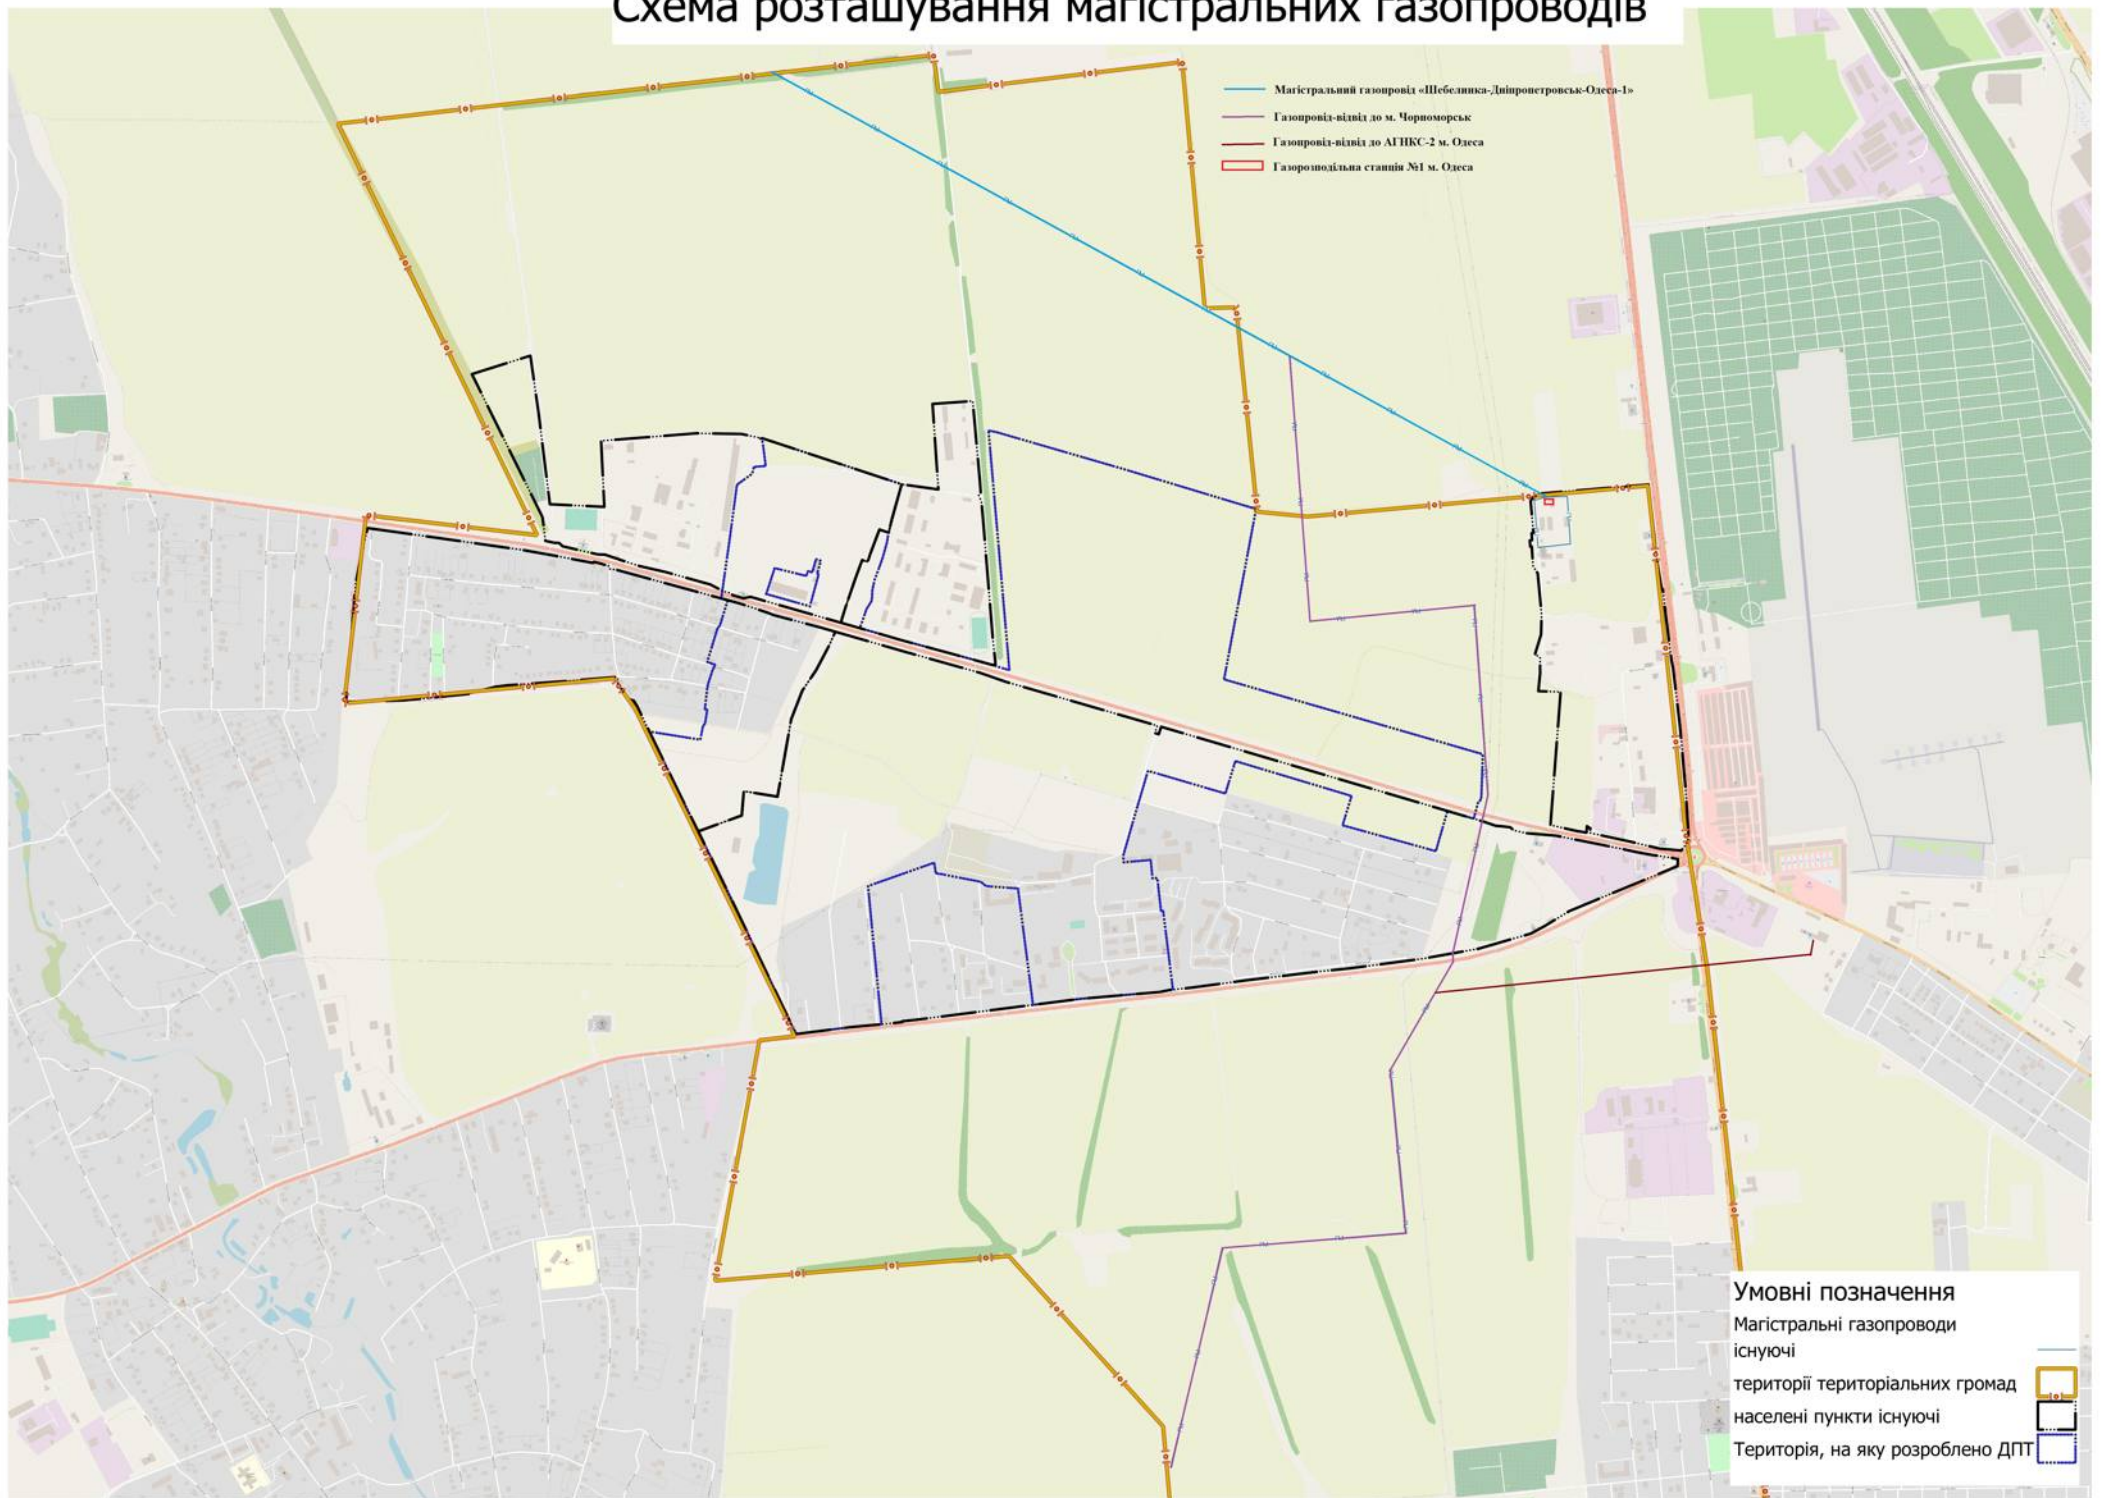 Схема розташування магістральних газопроводів
Магістральний газопровід «Шебелинка-Дніпропетровськ-Одеса-1»
Газопровід-відвід до м. Чорноморськ
Газопровід-відвід до АГНКС-2 м. Одеса
Газорозподільна станція №1 м. Одеса
Умовні позначення
Магістральні газопроводи
існуючі
території територіальних громад
населені пункти існуючі
Територія, на яку розроблено ДПТ